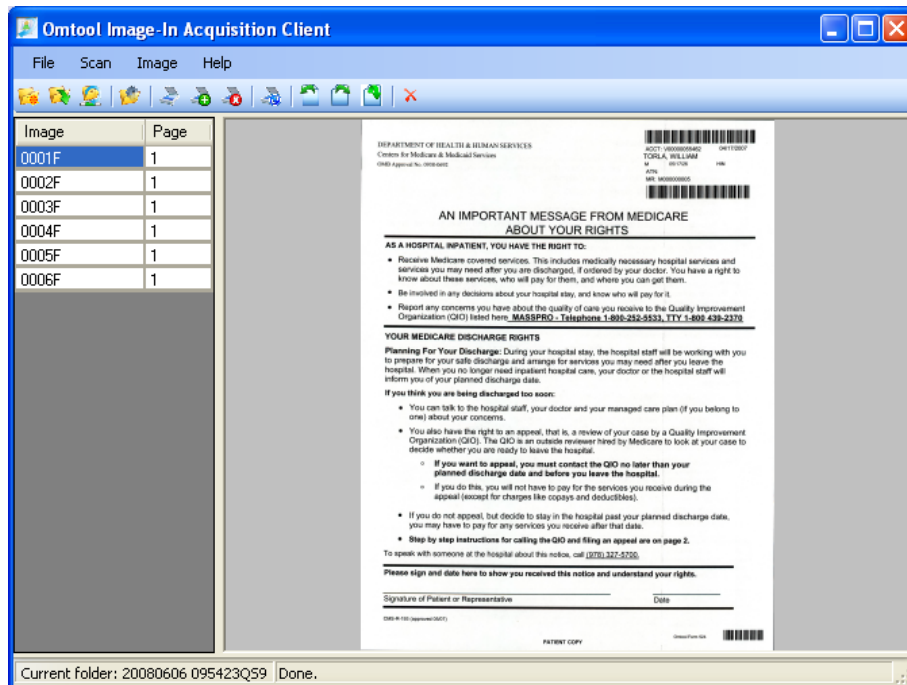 Omtool Image-In Acquisition Client
File Scan Image Help
Image Page
0001F 1
0002F 1
0003F 1
0004F 1
0005F 1
0006F 1
DEPARTMENT OF HEALTH & HUMAN SERVICES
Centers for Medicare & Medicaid Services
OMB Approval No.
04/17/2007
TORLA, WILLIAM
M
ATN:
AN IMPORTANT MESSAGE FROM MEDICARE
ABOUT YOUR RIGHTS
AS A HOSPITAL INPATIENT, YOU HAVE THE RIGHT TO:
• Receive Medicare covered services. This includes medically necessary hospital services and
services you may need after you are discharged, if ordered by your doctor. You have a right to
know about these services, who will pay for them, and where you can get them.
• Be involved in any decisions about your hospital stay, and know who will pay for it.
• Report any concerns you have about the quality of care you receive to the Quality Improvement
Organization (QIO) listed here MASSPRO - Telephone 1-800-252-5533, TTY 1-800 439-2370
YOUR MEDICARE DISCHARGE RIGHTS
Planning For Your Discharge: During your hospital stay, the hospital staff will be working with you
to prepare for your safe discharge and arrange for services you may need after you leave the
hospital. When you no longer need inpatient hospital care, your doctor or the hospital staff will
inform you of your planned discharge date.
If you think you are being discharged too soon:
• You can talk to the hospital staff, your doctor and your managed care plan (if you belong to
one) about your concerns.
• You also have the right to an appeal, that is, a review of your case by a Quality Improvement
Organization (QIO). The QIO is an outside reviewer hired by Medicare to look at your case to
decide whether you are ready to leave the hospital.
○ If you want to appeal, you must contact the QIO no later than your
planned discharge date and before you leave the hospital.
○ If you do this, you will not have to pay for the services you receive during the
appeal (except for charges like copays and deductibles).
• If you do not appeal, but decide to stay in the hospital past your planned discharge date,
you may have to pay for any services you receive after that date.
• Step by step instructions for calling the QIO and filing an appeal are on page 2.
To speak with someone at the hospital about this notice, call (978) 327-5700.
Please sign and date here to show you received this notice and understand your rights.
Signature of Patient or Representative Date
PATIENT COPY
Current folder: 20080606 095423Q59 Done.